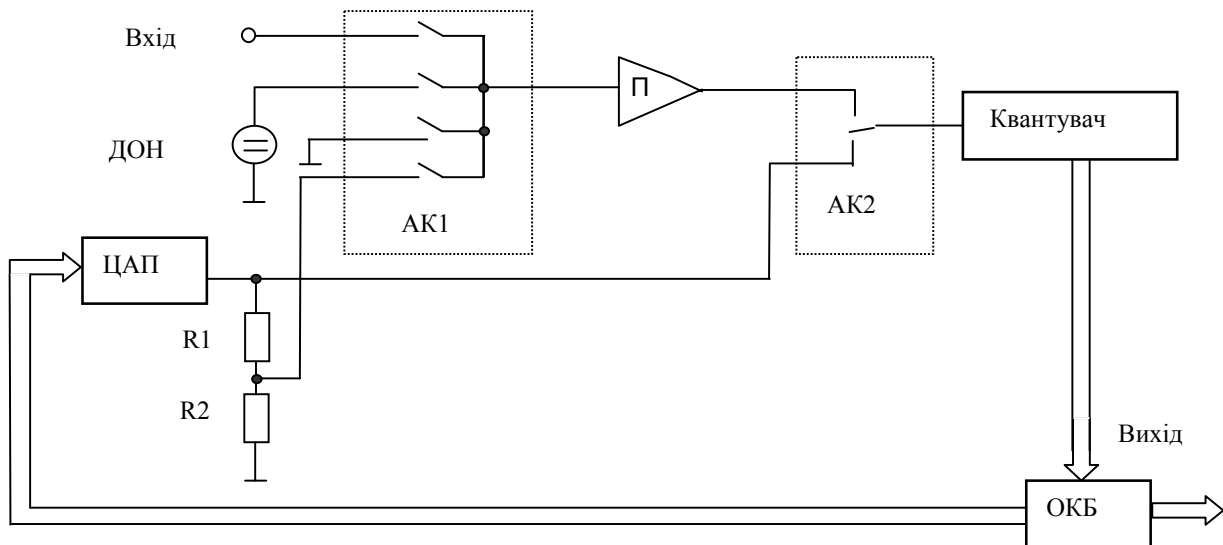 Вхід
П
Квантувач
ДОН
АК1
АК2
ЦАП
R1
R2
Вихід
ОКБ